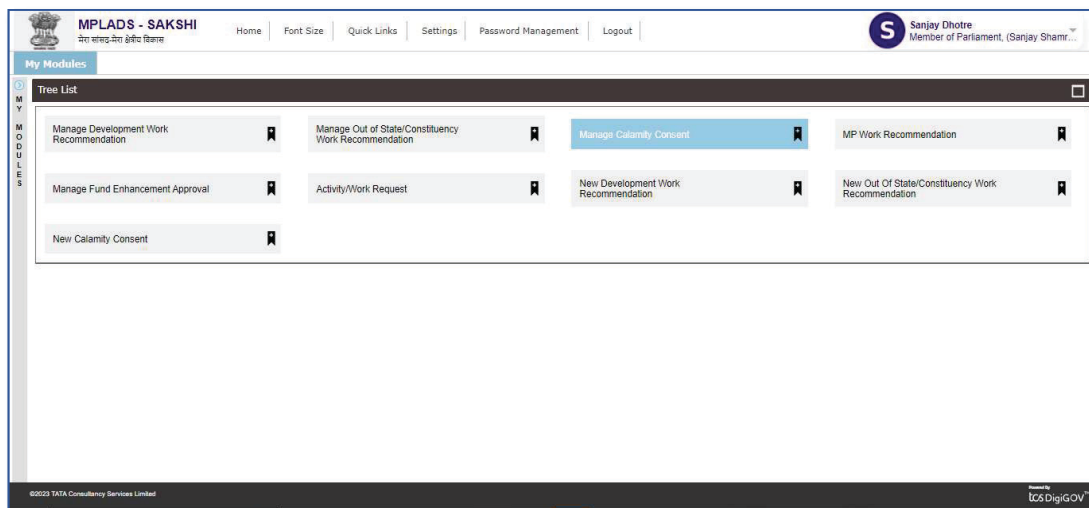 MPLADS - SAKSHI
मेरा सांसद-मेरा क्षेत्रीय विकास
Home
Font Size
Quick Links
Settings
Password Management
Logout
S
Sanjay Dhotre
Member of Parliament, (Sanjay Shamr...
My Modules
MY MODULES
Tree List
Manage Development Work
Recommendation
Manage Out of State/Constituency
Work Recommendation
Manage Calamity Consent
MP Work Recommendation
Manage Fund Enhancement Approval
Activity/Work Request
New Development Work
Recommendation
New Out Of State/Constituency Work
Recommendation
New Calamity Consent
©2023 TATA Consultancy Services Limited
Powered By
tcs DigiGOV™